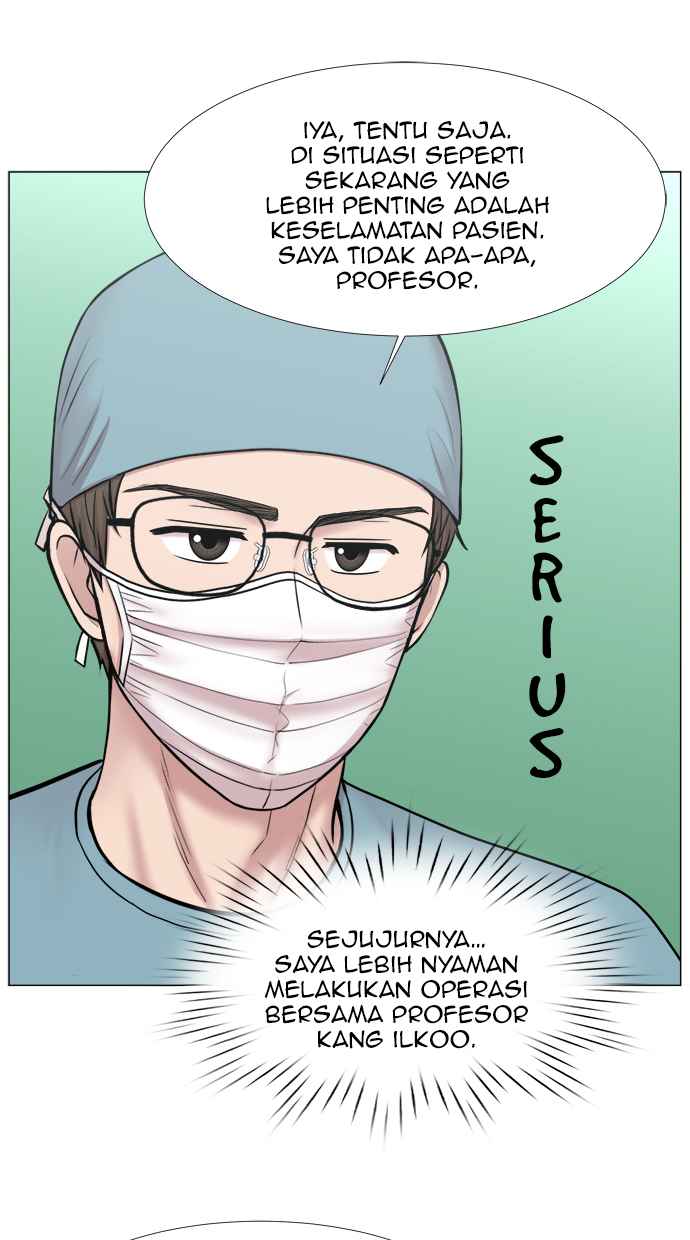 IYA, TENTU SAJA.
DI SITUASI SEPERTI
SEKARANG YANG
LEBIH PENTING ADALAH
KESELAMATAN PASIEN.
SAYA TIDAK APA-APA,
PROFESOR.
SERIUS
SEJUJURNYA...
SAYA LEBIH NYAMAN
MELAKUKAN OPERASI
BERSAMA PROFESOR
KANG ILKOO.